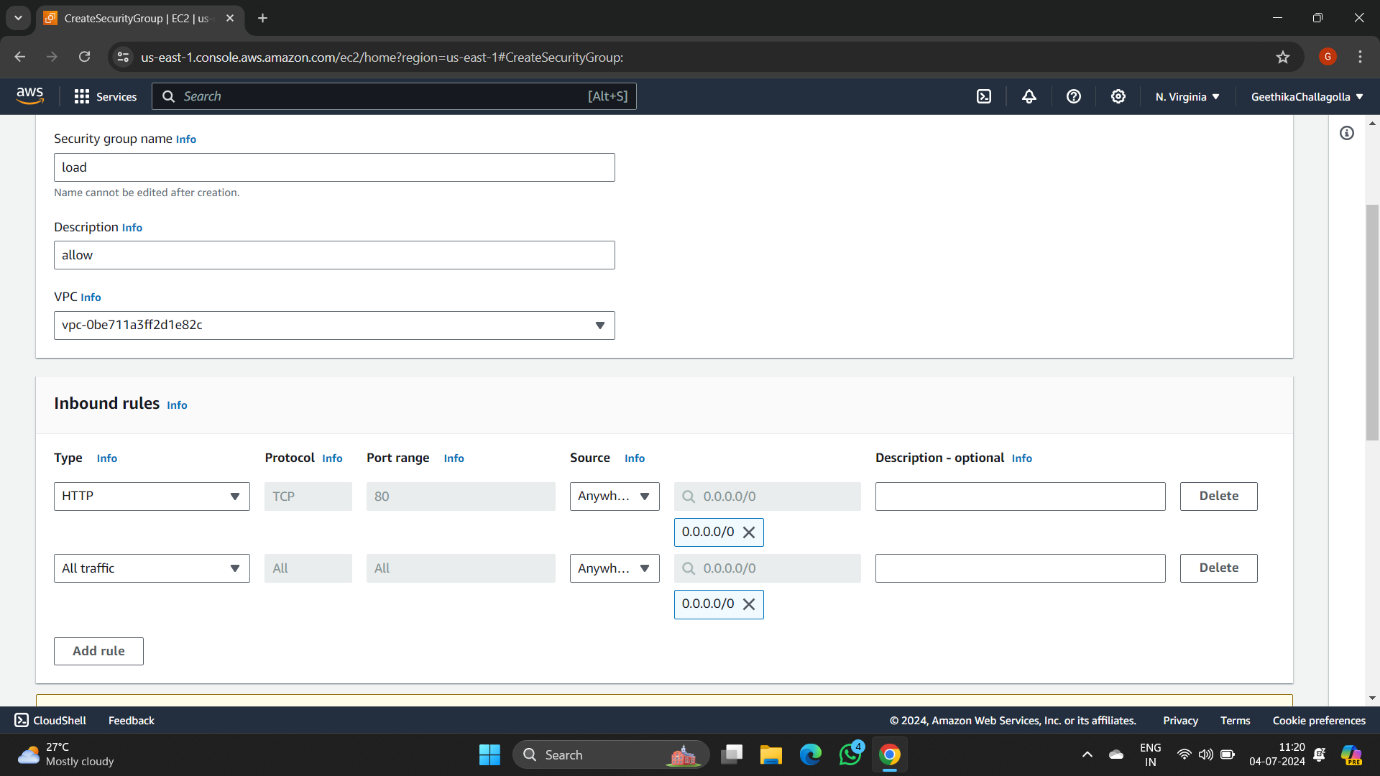 CreateSecurityGroup | EC2 | us-
us-east-1.console.aws.amazon.com/ec2/home?region=us-east-1#CreateSecurityGroup:
G
aws Services Search [Alt+S] N. Virginia GeethikaChallagolla
Security group name Info
load
Name cannot be edited after creation.
Description Info
allow
VPC Info
vpc-0be711a3ff2d1e82c
Inbound rules Info
Type Info Protocol Info Port range Info Source Info Description - optional Info
HTTP TCP 80 Anywh... 0.0.0.0/0 Delete
0.0.0.0/0
All traffic All All Anywh... 0.0.0.0/0 Delete
0.0.0.0/0
Add rule
CloudShell Feedback © 2024, Amazon Web Services, Inc. or its affiliates. Privacy Terms Cookie preferences
27°C
Mostly cloudy
Search
4
ENG
IN
11:20
04-07-2024
PRE